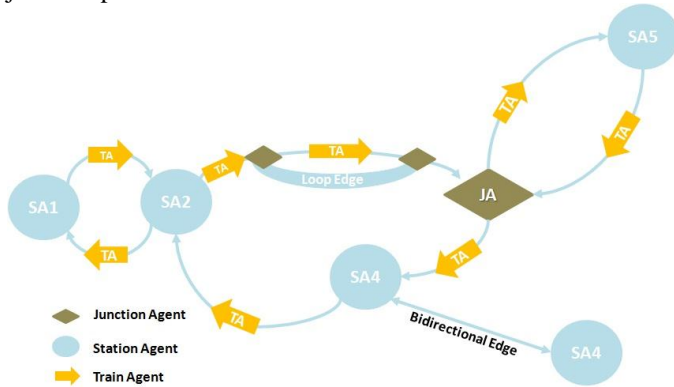 SA5
TA
TA
TA
TA
TA
Loop Edge
SA1
SA2
JA
TA
TA
SA4
TA
Bidirectional Edge
SA4
Junction Agent
Station Agent
Train Agent